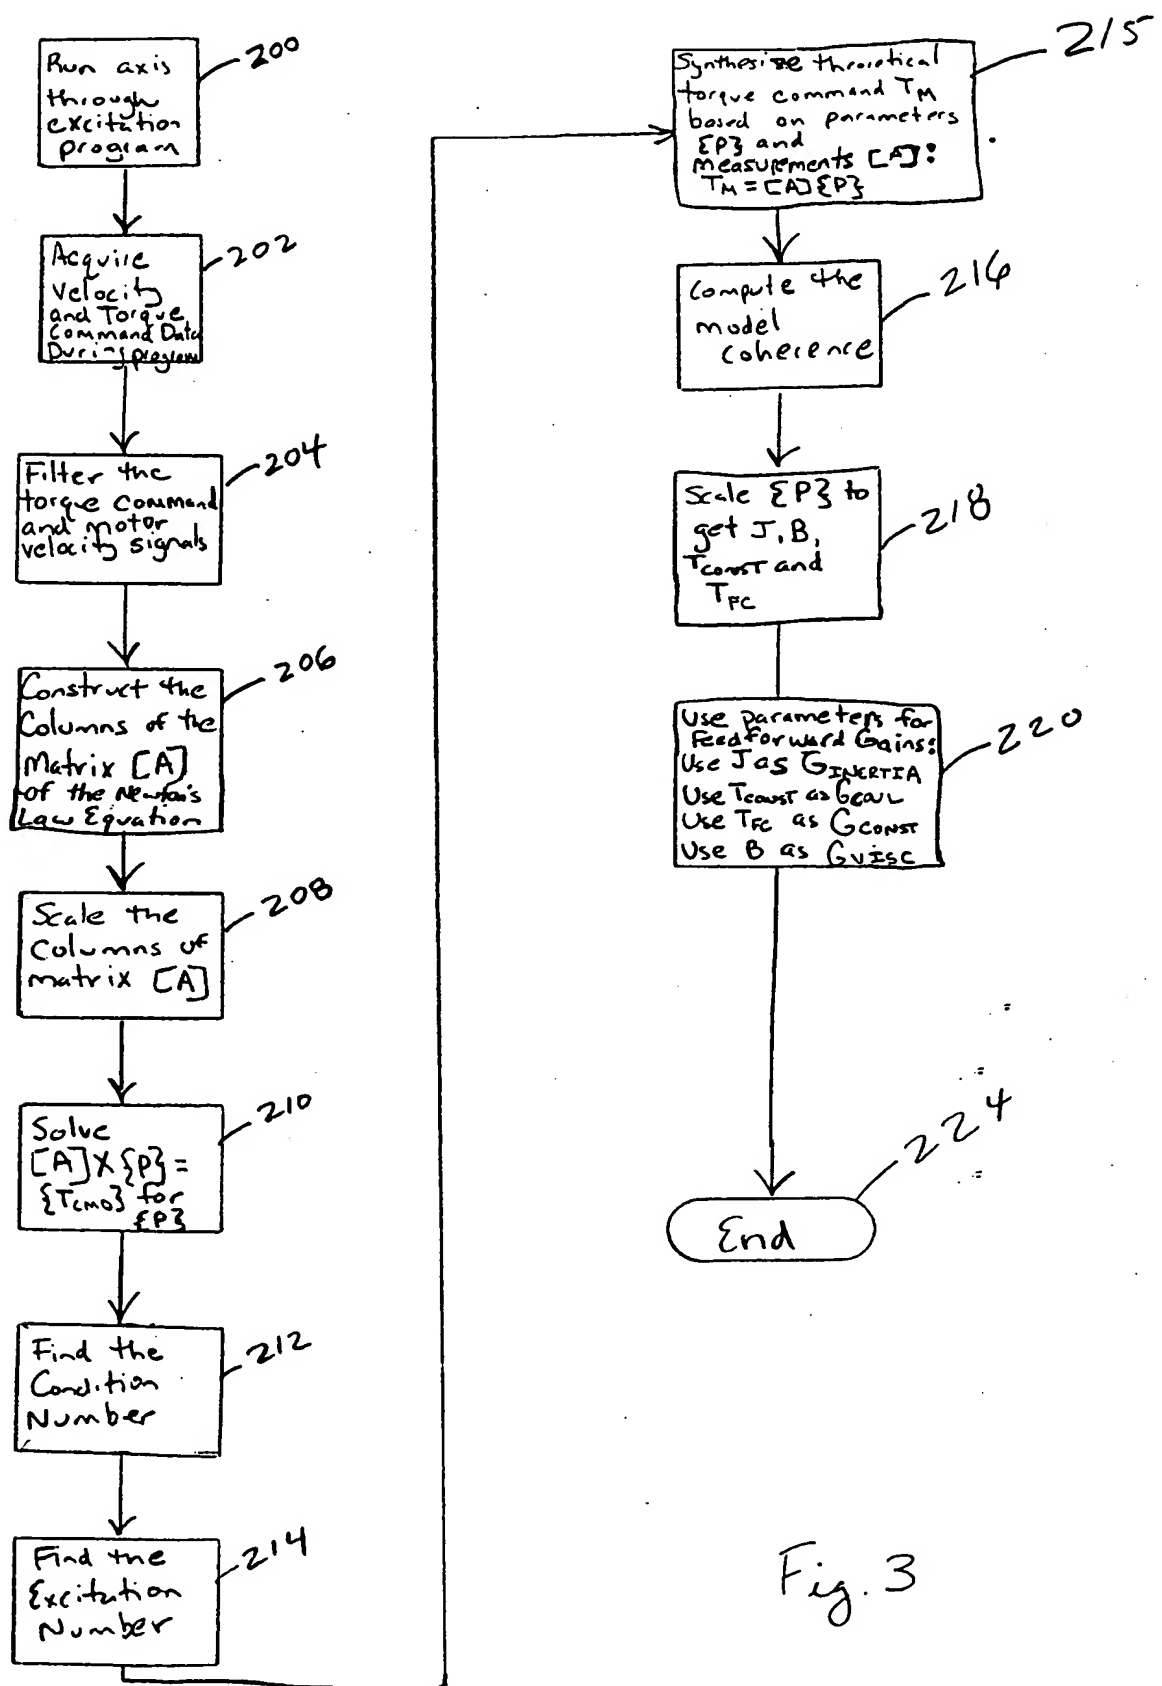 Run axis
through
excitation
program
200
Acquire
Velocity
and Torque
Command Data
During program
202
Filter the
torque command
and motor
velocity signals
204
Construct the
Columns of the
Matrix [A]
of the Newton's
Law Equation
206
Scale the
Columns of
matrix [A]
208
Solve
[A] X {P} =
{TCMD} for
{P}
210
Find the
Condition
Number
212
Find the
Excitation
Number
214
Synthesize theoretical
torque command TM
based on parameters
{P} and
measurements [A]:
TM = [A]{P}
215
Compute the
model
coherence
216
Scale {P} to
get J, B,
TCONST and
TFC
218
Use parameters for
Feedforward Gains:
Use J as GINERTIA
Use TCONST as GCOUL
Use TFC as GCONST
Use B as GVISC
220
End
224
Fig. 3